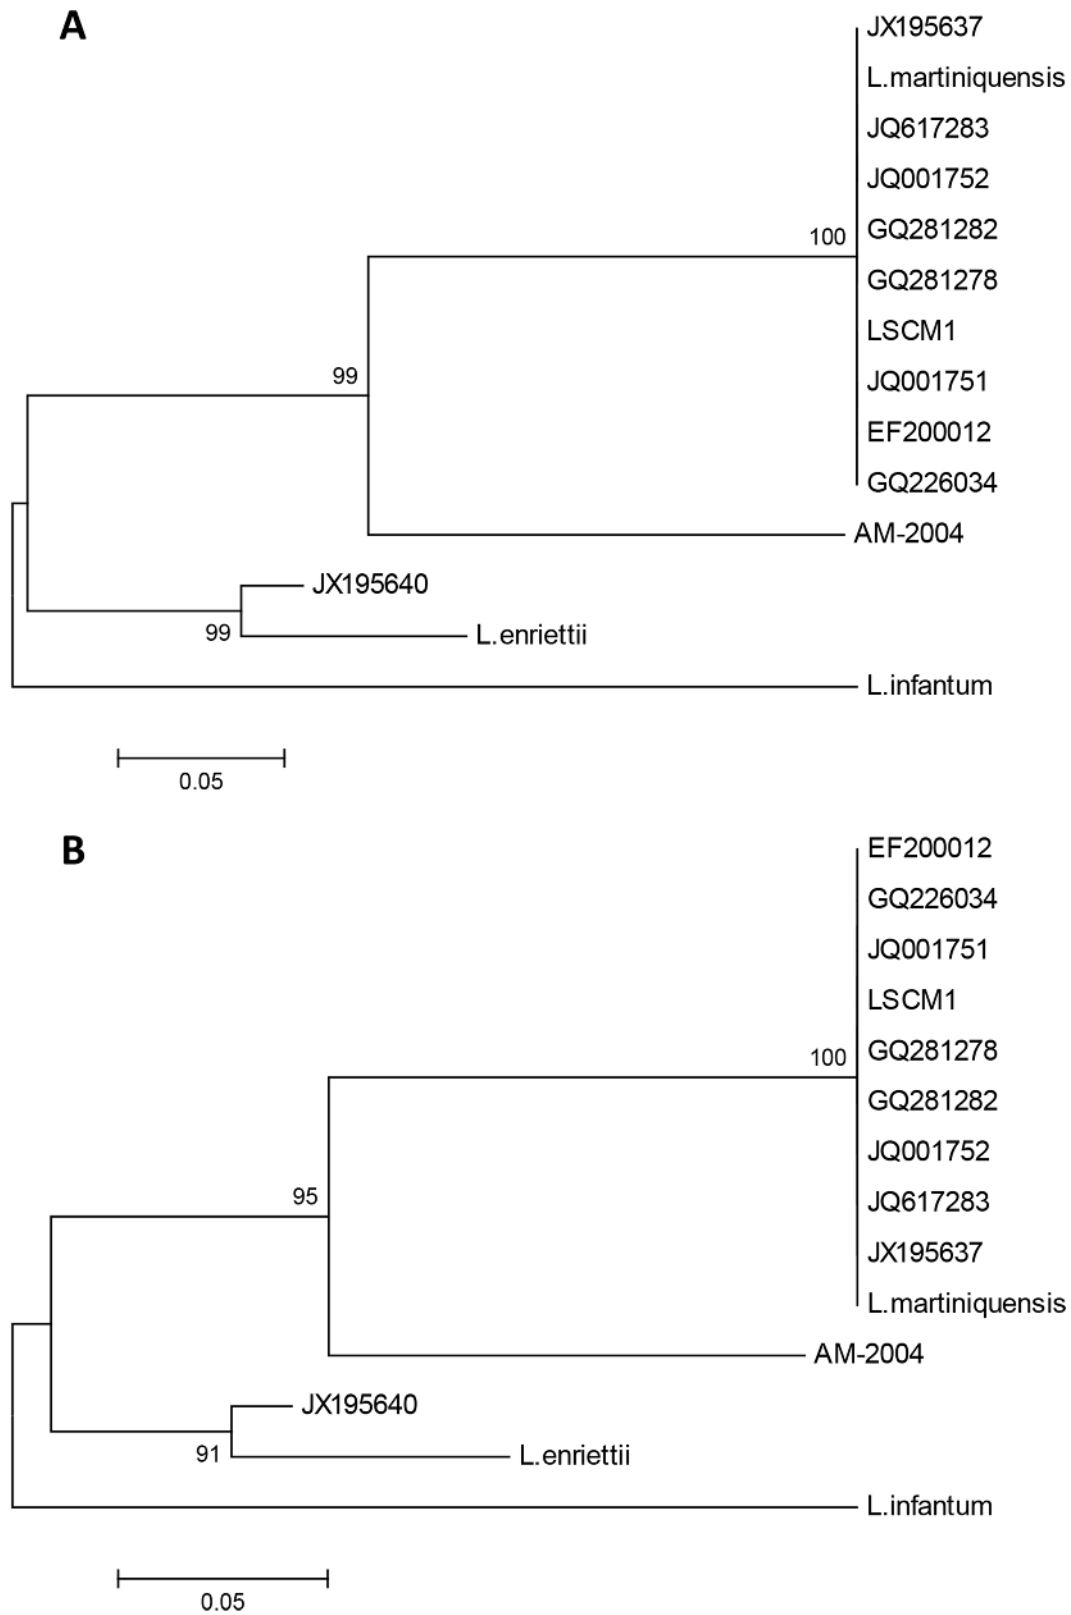 A
JX195637
L.martiniquensis
JQ617283
JQ001752
GQ281282
100
GQ281278
LSCM1
99
JQ001751
EF200012
GQ226034
AM-2004
JX195640
99
L.enriettii
L.infantum
0.05
B
EF200012
GQ226034
JQ001751
LSCM1
100
GQ281278
GQ281282
JQ001752
95
JQ617283
JX195637
L.martiniquensis
AM-2004
JX195640
91
L.enriettii
L.infantum
0.05